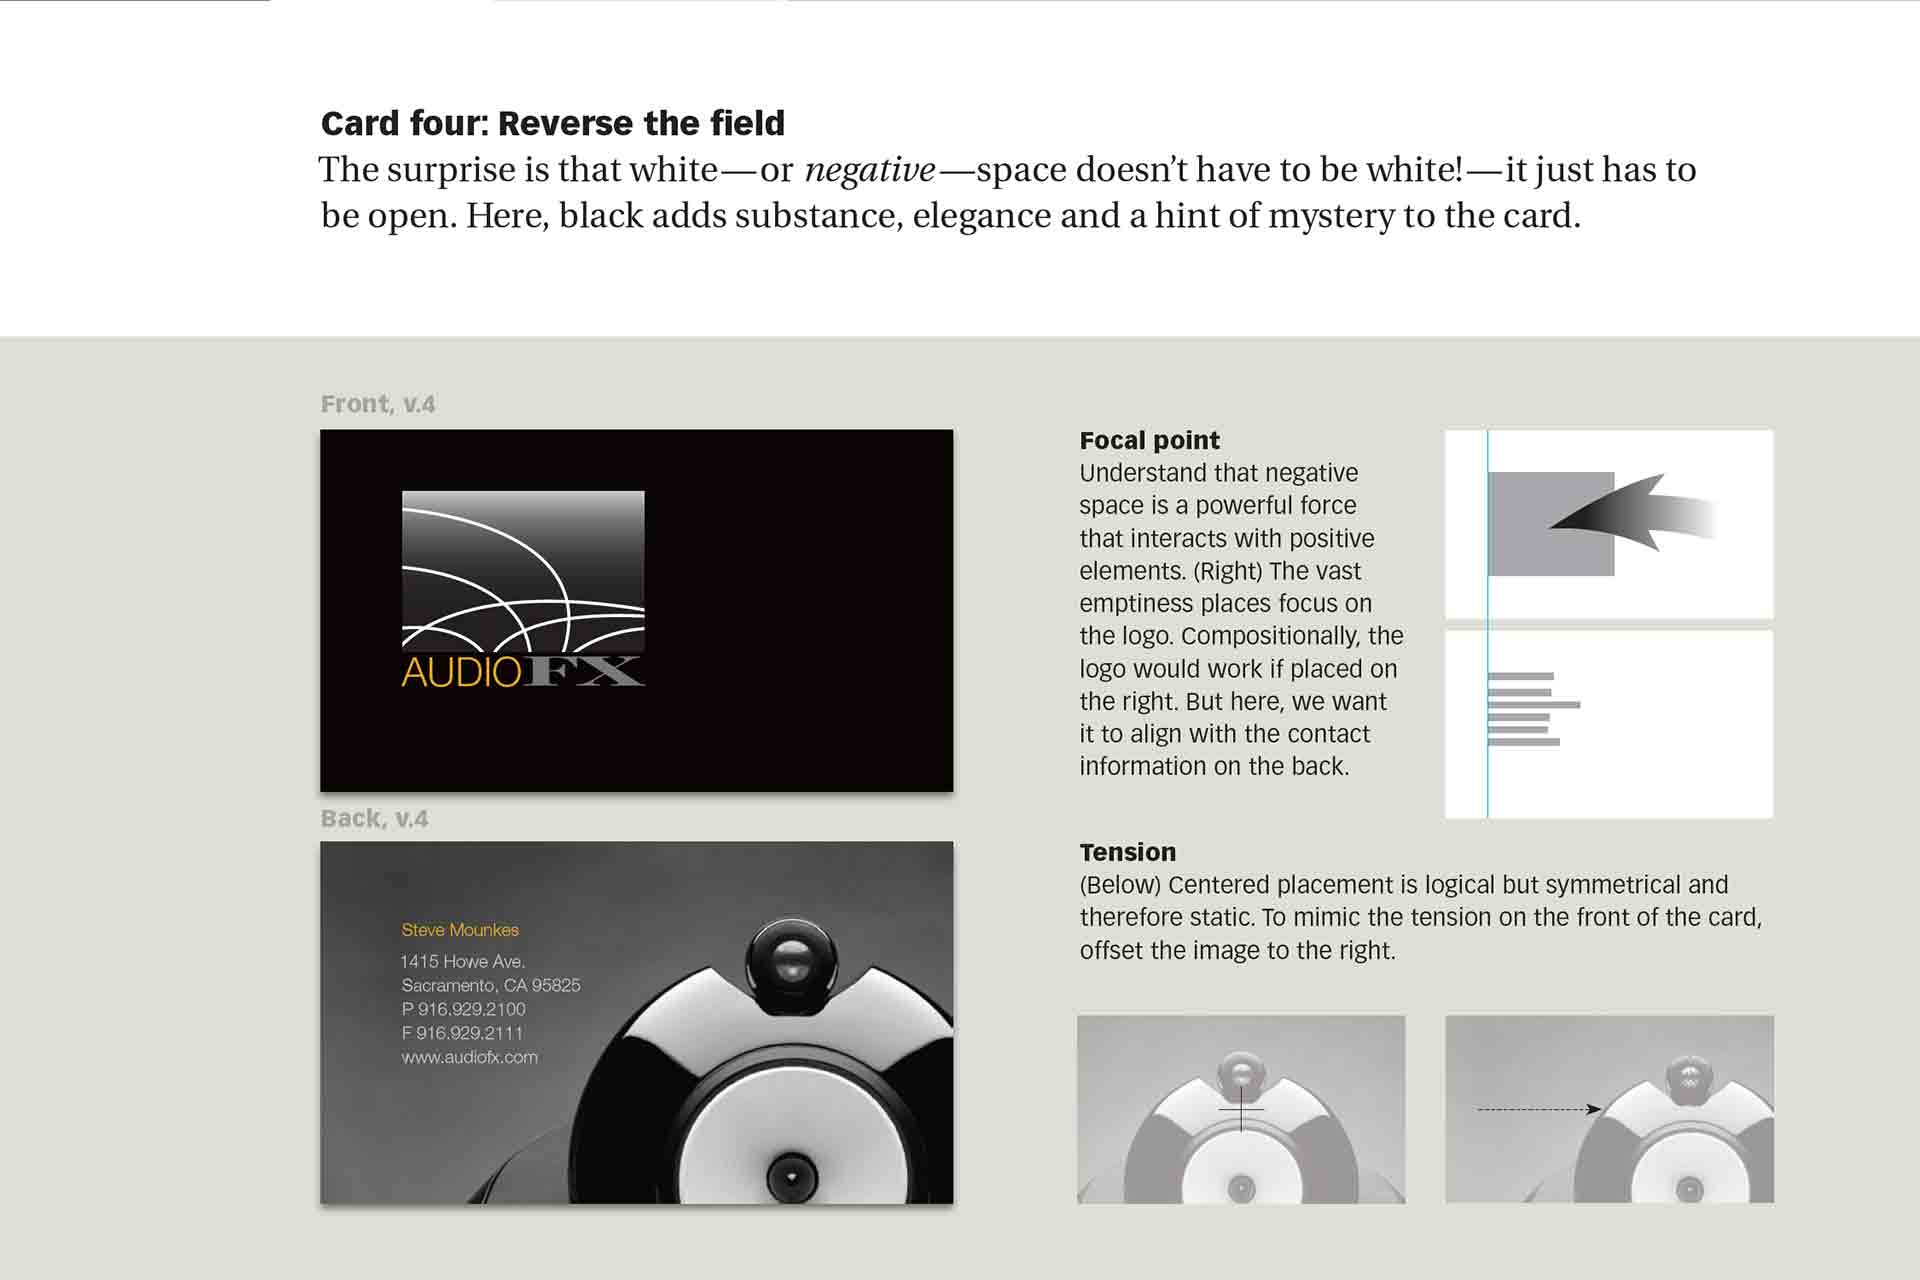 Card four: Reverse the field
The surprise is that white—or negative—space doesn’t have to be white!—it just has to
be open. Here, black adds substance, elegance and a hint of mystery to the card.
Front, v.4
AUDIOFX
Back, v.4
Steve Mounkes
1415 Howe Ave.
Sacramento, CA 95825
P 916.929.2100
F 916.929.2111
www.audiofx.com
Focal point
Understand that negative
space is a powerful force
that interacts with positive
elements. (Right) The vast
emptiness places focus on
the logo. Compositionally, the
logo would work if placed on
the right. But here, we want
it to align with the contact
information on the back.
Tension
(Below) Centered placement is logical but symmetrical and
therefore static. To mimic the tension on the front of the card,
offset the image to the right.